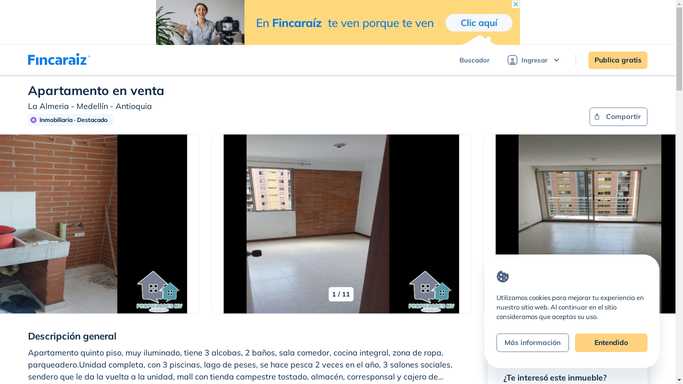 En Fincaraíz te ven porque te ven
Clic aquí
Fincaraiz
Buscador
Ingresar
Publica gratis
Apartamento en venta
La Almeria - Medellín - Antioquia
Inmobiliaria · Destacado
Compartir
1 / 11
Utilizamos cookies para mejorar tu experiencia en
nuestro sitio web. Al continuar en el sitio
consideramos que aceptas su uso.
Más información
Entendido
Descripción general
Apartamento quinto piso, muy iluminado, tiene 3 alcobas, 2 baños, sala comedor, cocina integral, zona de ropa,
parqueadero.Unidad completa, con 3 piscinas, lago de peses, se hace pesca 2 veces en el año, 3 salones sociales,
sendero que le da la vuelta a la unidad, mall con tienda campestre tostado, almacén, corresponsal y cajero de...
¿Te interesó este inmueble?